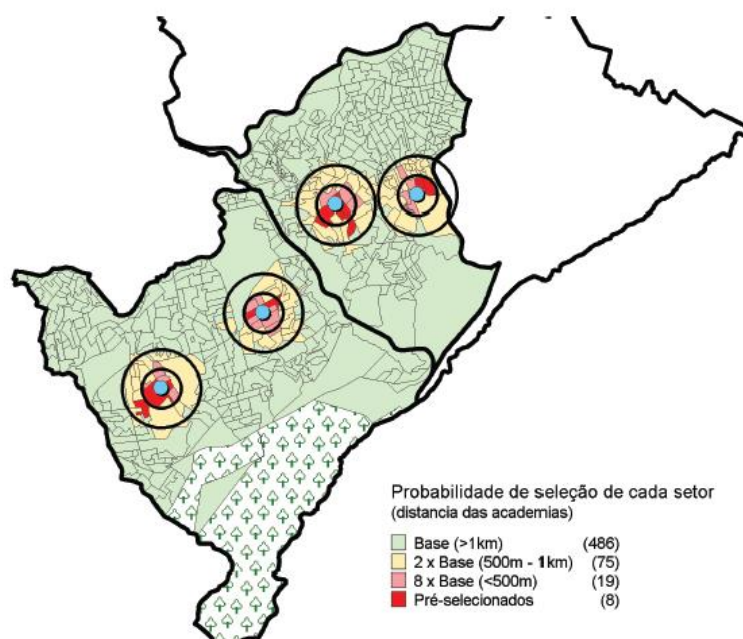 Probabilidade de seleção de cada setor
(distancia das academias)
Base (>1km) (486)
2 x Base (500m - 1km) (75)
8 x Base (<500m) (19)
Pré-selecionados (8)